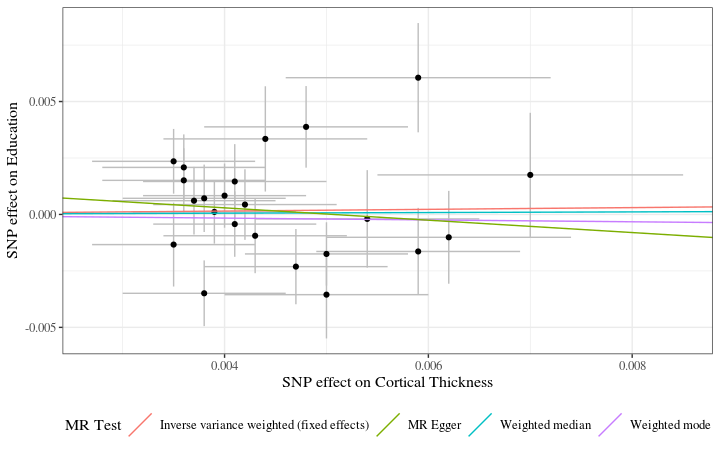 SNP effect on Education
0.005
0.000
-0.005
0.004 0.006 0.008
SNP effect on Cortical Thickness
MR Test Inverse variance weighted (fixed effects) MR Egger Weighted median Weighted mode